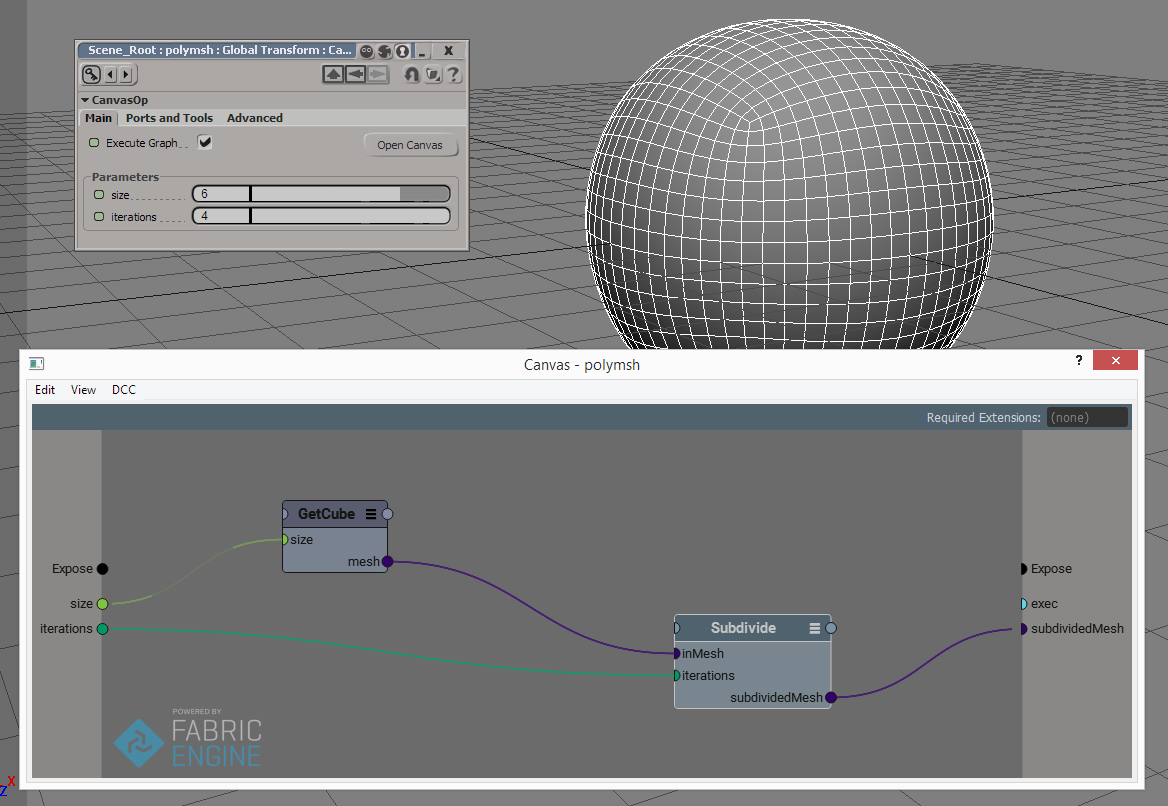 Scene_Root : polymsh : Global Transform : Ca...
X
?
CanvasOp
Main Ports and Tools Advanced
Execute Graph
Open Canvas
Parameters
size 6
iterations 4
Canvas - polymsh
?
Edit View DCC
Required Extensions: (none)
GetCube
size
mesh
Expose
size
iterations
Subdivide
inMesh
iterations
subdividedMesh
Expose
exec
subdividedMesh
POWERED BY
FABRIC
ENGINE
X
Z